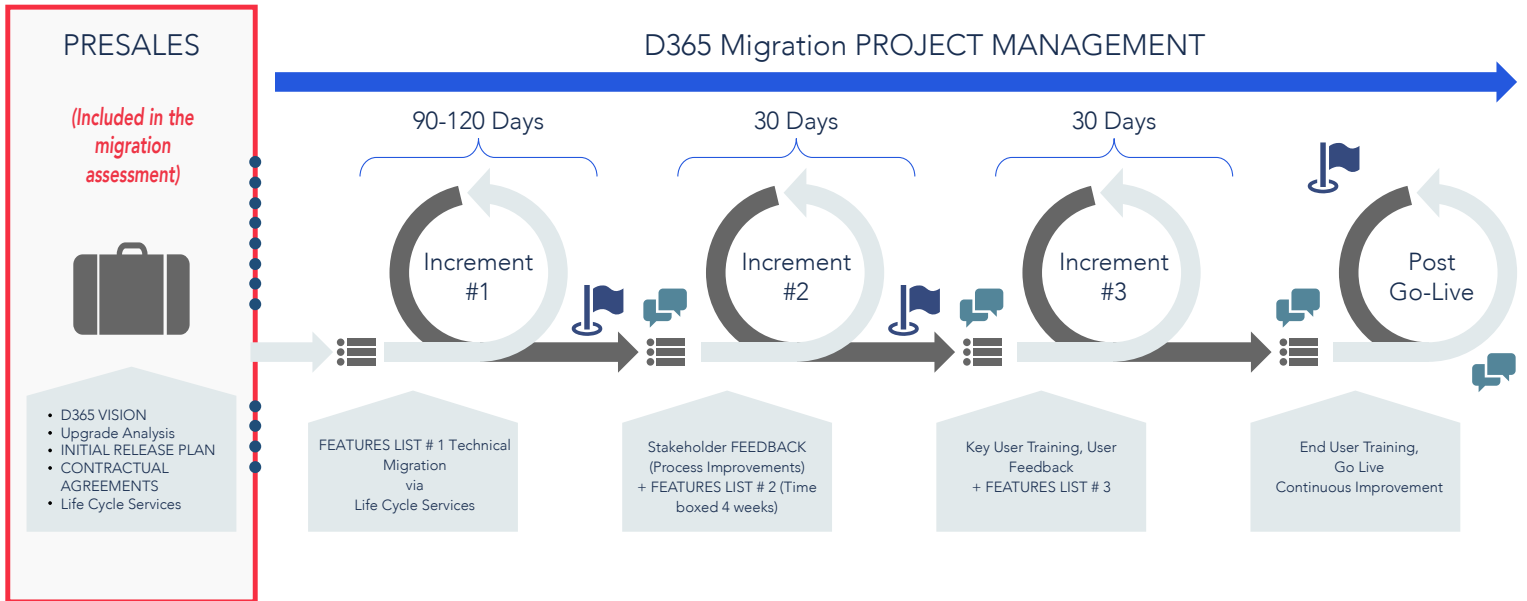 PRESALES
(Included in the
migration
assessment)
• D365 VISION
• Upgrade Analysis
• INITIAL RELEASE PLAN
• CONTRACTUAL
AGREEMENTS
• Life Cycle Services
D365 Migration PROJECT MANAGEMENT
90-120 Days
30 Days
30 Days
Increment
#1
Increment
#2
Increment
#3
Post
Go-Live
FEATURES LIST # 1 Technical
Migration
via
Life Cycle Services
Stakeholder FEEDBACK
(Process Improvements)
+ FEATURES LIST # 2 (Time
boxed 4 weeks)
Key User Training, User
Feedback
+ FEATURES LIST # 3
End User Training,
Go Live
Continuous Improvement